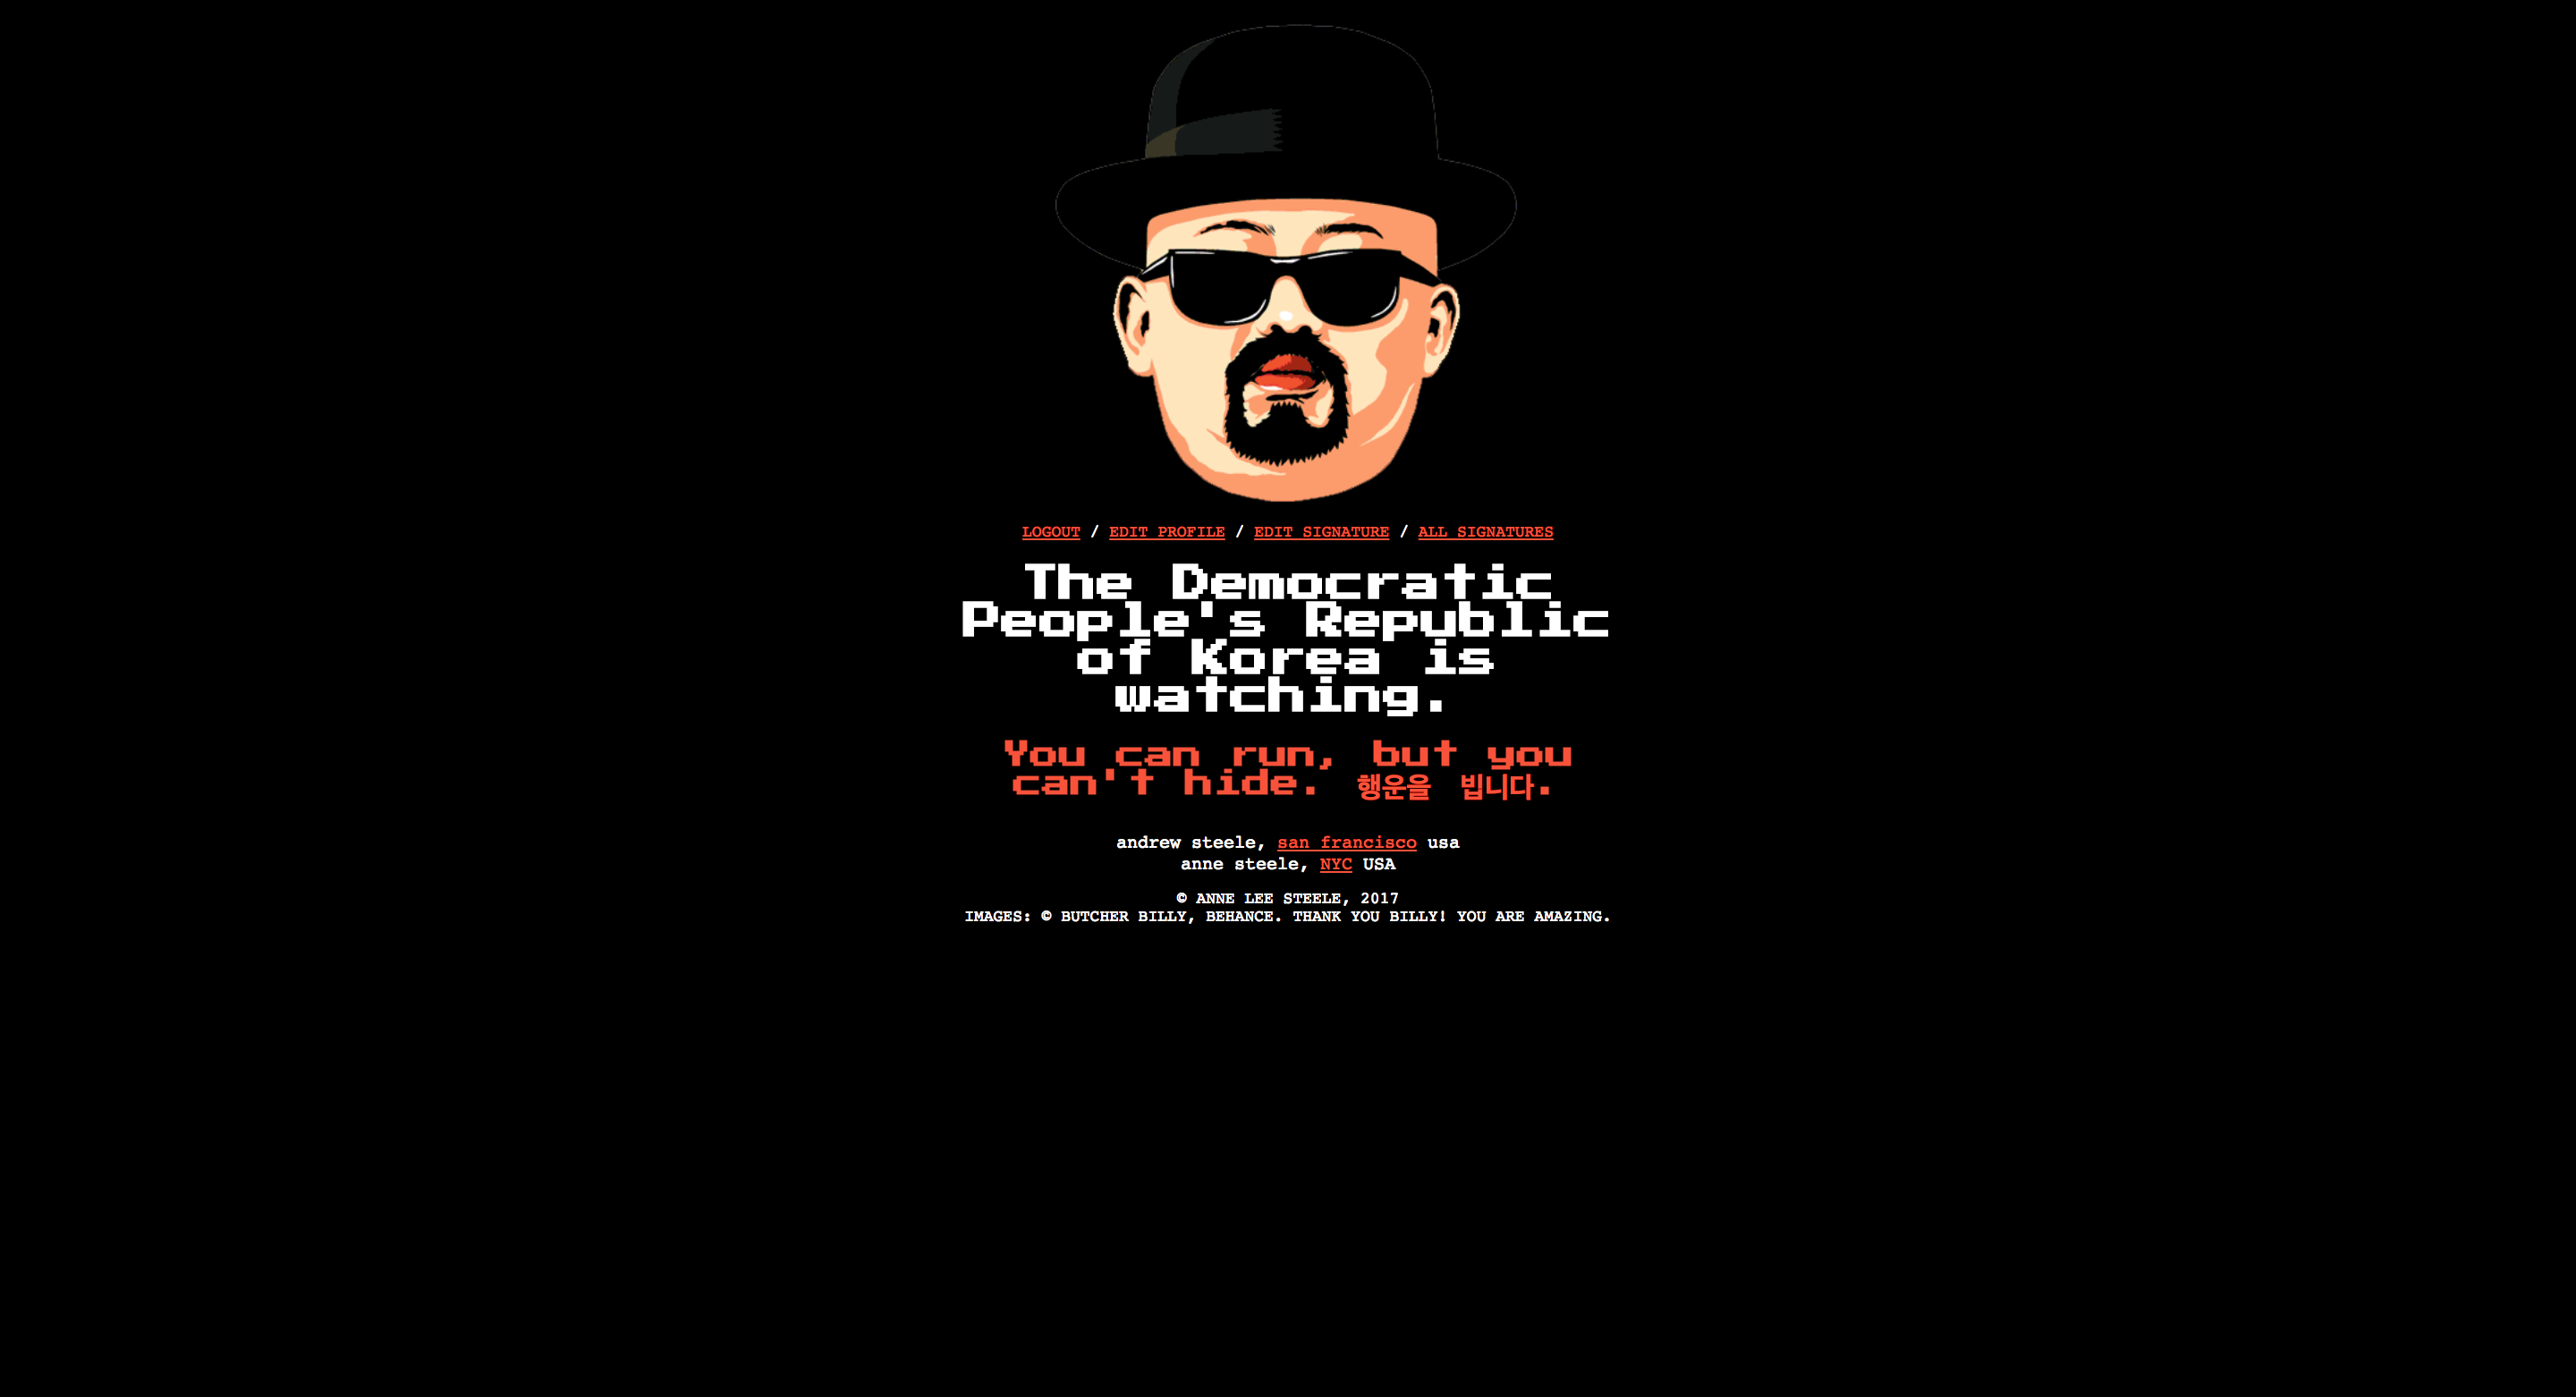 LOGOUT / EDIT PROFILE / EDIT SIGNATURE / ALL SIGNATURES
The Democratic
People's Republic
of Korea is
watching.
You can run, but you
can't hide. 행운을 빕니다.
andrew steele, san francisco usa
anne steele, NYC USA
© ANNE LEE STEELE, 2017
IMAGES: © BUTCHER BILLY, BEHANCE. THANK YOU BILLY! YOU ARE AMAZING.